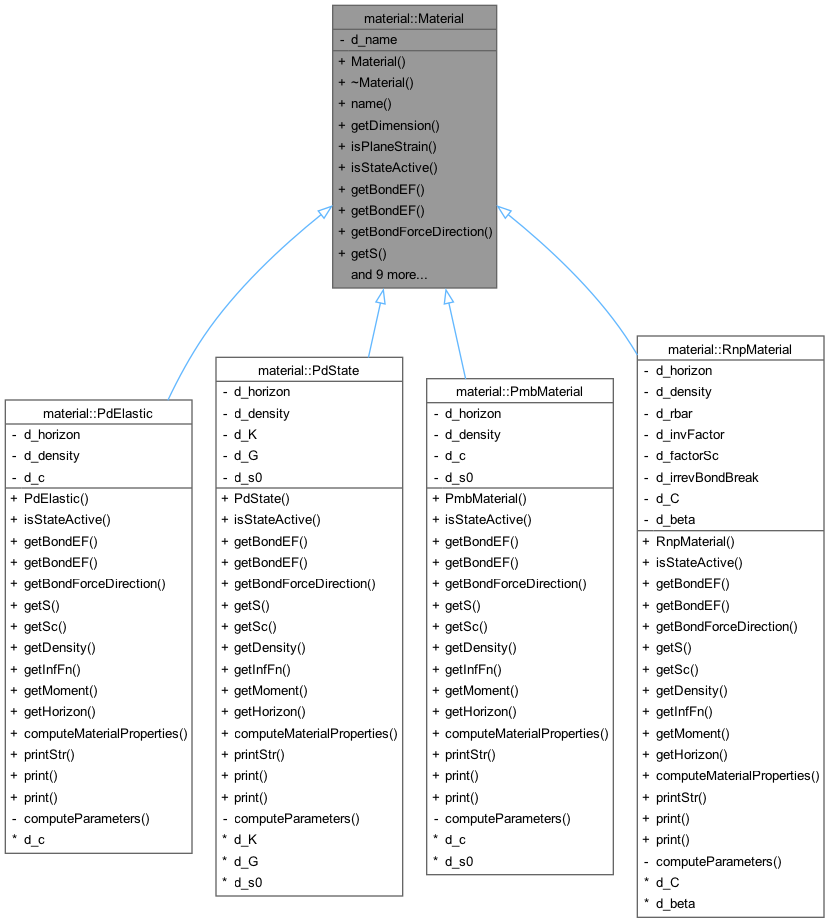 material::Material
- d_name
+ Material()
+ ~Material()
+ name()
+ getDimension()
+ isPlaneStrain()
+ isStateActive()
+ getBondEF()
+ getBondEF()
+ getBondForceDirection()
+ getS()
and 9 more...
material::PdElastic
- d_horizon
- d_density
- d_c
+ PdElastic()
+ isStateActive()
+ getBondEF()
+ getBondEF()
+ getBondForceDirection()
+ getS()
+ getSc()
+ getDensity()
+ getInfFn()
+ getMoment()
+ getHorizon()
+ computeMaterialProperties()
+ printStr()
+ print()
+ print()
- computeParameters()
* d_c
material::PdState
- d_horizon
- d_density
- d_K
- d_G
- d_s0
+ PdState()
+ isStateActive()
+ getBondEF()
+ getBondEF()
+ getBondForceDirection()
+ getS()
+ getSc()
+ getDensity()
+ getInfFn()
+ getMoment()
+ getHorizon()
+ computeMaterialProperties()
+ printStr()
+ print()
+ print()
- computeParameters()
* d_K
* d_G
* d_s0
material::PmbMaterial
- d_horizon
- d_density
- d_c
- d_s0
+ PmbMaterial()
+ isStateActive()
+ getBondEF()
+ getBondEF()
+ getBondForceDirection()
+ getS()
+ getSc()
+ getDensity()
+ getInfFn()
+ getMoment()
+ getHorizon()
+ computeMaterialProperties()
+ printStr()
+ print()
+ print()
- computeParameters()
* d_c
* d_s0
material::RnpMaterial
- d_horizon
- d_density
- d_rbar
- d_invFactor
- d_factorSc
- d_irrevBondBreak
- d_C
- d_beta
+ RnpMaterial()
+ isStateActive()
+ getBondEF()
+ getBondEF()
+ getBondForceDirection()
+ getS()
+ getSc()
+ getDensity()
+ getInfFn()
+ getMoment()
+ getHorizon()
+ computeMaterialProperties()
+ printStr()
+ print()
+ print()
- computeParameters()
* d_C
* d_beta